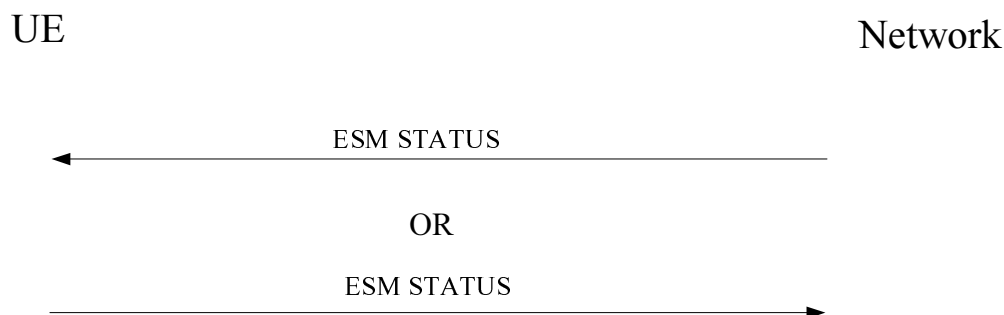 UE
Network
ESM STATUS
OR
ESM STATUS